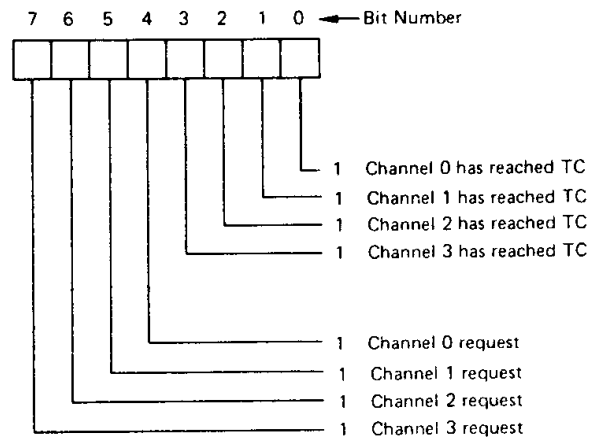 7 6 5 4 3 2 1 0 Bit Number
1 Channel 0 has reached TC
1 Channel 1 has reached TC
1 Channel 2 has reached TC
1 Channel 3 has reached TC
1 Channel 0 request
1 Channel 1 request
1 Channel 2 request
1 Channel 3 request